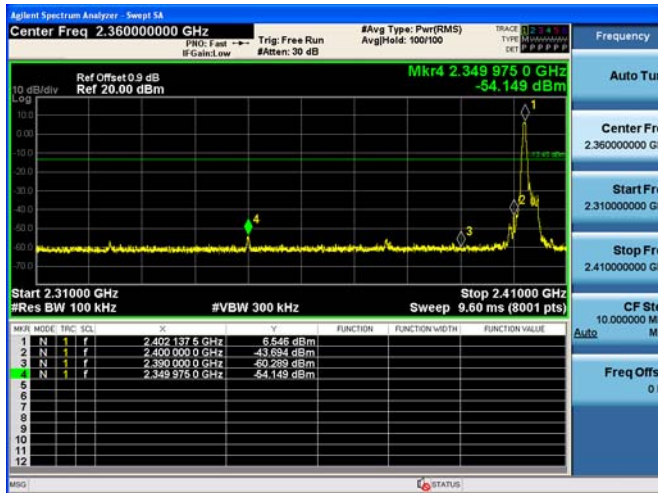 Agilent Spectrum Analyzer - Swept SA
Center Freq 2.360000000 GHz
PNO: Fast
IFGain:Low
Trig: Free Run
#Atten: 30 dB
#Avg Type: Pwr(RMS)
Avg|Hold: 100/100
TRACE 1 2 3 4 5 6
TYPE M
DET P P P P P P
Frequency
Ref Offset 0.9 dB
Ref 20.00 dBm
10 dB/div
Log
Mkr4 2.349 975 0 GHz
-54.149 dBm
10.0
0.00
-10.0
-20.0
-30.0
-40.0
-50.0
-60.0
-70.0
1
2
3
4
Start 2.31000 GHz
Stop 2.41000 GHz
#Res BW 100 kHz
#VBW 300 kHz
Sweep 9.60 ms (8001 pts)
MKR MODE TRC SCL X Y FUNCTION FUNCTION WIDTH FUNCTION VALUE
1 N 1 f 2.402 137 5 GHz 6.546 dBm
2 N 1 f 2.400 000 0 GHz -43.694 dBm
3 N 1 f 2.390 000 0 GHz -60.289 dBm
4 N 1 f 2.349 975 0 GHz -54.149 dBm
5
6
7
8
9
10
11
12
Auto Tu
Center Fr
2.360000000 G
Start Fr
2.310000000 G
Stop Fr
2.410000000 G
CF St
10.000000 M
Auto M
Freq Offs
0
MSG
STATUS